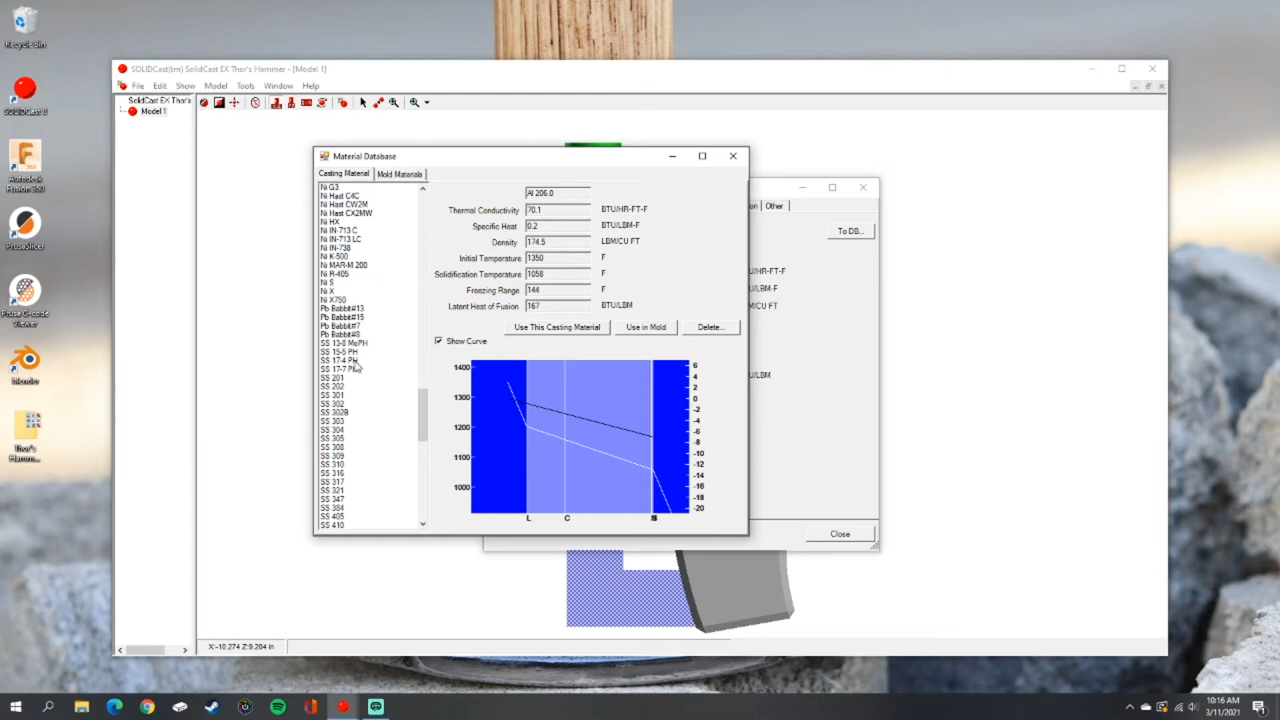 Recycle Bin
SOLIDCast 8
Autodesk Fusion 360
PrusaSlicer
Prusa G-code Viewer
blender
Thor's Hamm...
SOLIDCast(tm) SolidCast EX Thor's Hammer - [Model 1]
File Edit Show Model Tools Window Help
SolidCast EX Thor's
Model 1
Material Database
Casting Material
Mold Materials
Ni G3
Ni Hast C4C
Ni Hast CW2M
Ni Hast CX2MW
Ni HX
Ni IN-713 C
Ni IN-713 LC
Ni IN-738
Ni K-500
Ni MAR-M 200
Ni R-405
Ni S
Ni X
Ni X750
Pb Babbit#13
Pb Babbit#15
Pb Babbit#7
Pb Babbit#8
SS 13-8 MoPH
SS 15-5 PH
SS 17-4 PH
SS 17-7 PH
SS 201
SS 202
SS 301
SS 302
SS 302B
SS 303
SS 304
SS 305
SS 308
SS 309
SS 310
SS 316
SS 317
SS 321
SS 347
SS 384
SS 405
SS 410
Al 206.0
Thermal Conductivity 70.1 BTU/HR-FT-F
Specific Heat 0.2 BTU/LBM-F
Density 174.5 LBM/CU FT
Initial Temperature 1350 F
Solidification Temperature 1058 F
Freezing Range 144 F
Latent Heat of Fusion 167 BTU/LBM
Use This Casting Material
Use in Mold
Delete...
Show Curve
1400
1300
1200
1100
1000
6
4
2
0
-2
-4
-6
-8
-10
-12
-14
-16
-18
-20
L C
Other
To DB...
U/HR-FT-F
U/LBM-F
M/CU FT
U/LBM
Close
X:-10.274 Z:9.204 in
10:16 AM
3/11/2021
1